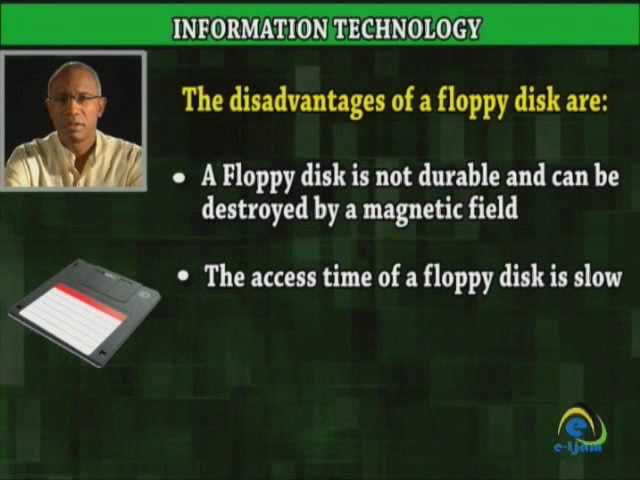 INFORMATION TECHNOLOGY
The disadvantages of a floppy disk are:
• A Floppy disk is not durable and can be
destroyed by a magnetic field
• The access time of a floppy disk is slow
e
e-Ljam